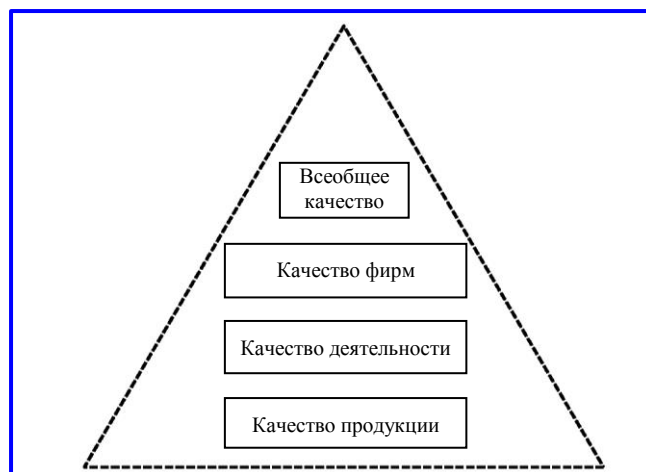 Всеобщее
качество
Качество фирм
Качество деятельности
Качество продукции